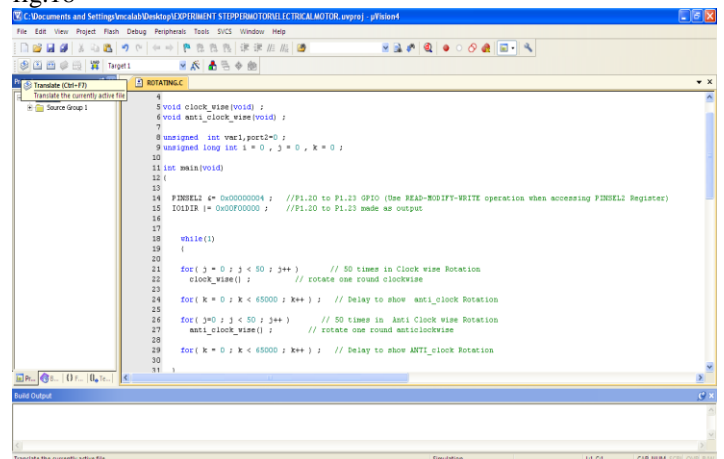 fig.18
C:\Documents and Settings\mcalab\Desktop\EXPERIMENT STEPPERMOTOR\ELECTRICALMOTOR.uvproj - µVision4
File Edit View Project Flash Debug Peripherals Tools SVCS Window Help
Target 1
Translate (Ctrl+F7)
Translate the currently active file
Source Group 1
ROTATING.C
4
5 void clock_wise(void) ;
6 void anti_clock_wise(void) ;
7
8 unsigned int var1,port2=0 ;
9 unsigned long int i = 0 , j = 0 , k = 0 ;
10
11 int main(void)
12 {
13
14 PINSEL2 &= 0x00000004 ; //P1.20 to P1.23 GPIO (Use READ-MODIFY-WRITE operation when accessing PINSEL2 Register)
15 IO1DIR |= 0x00F00000 ; //P1.20 to P1.23 made as output
16
17
18 while(1)
19 {
20
21 for( j = 0 ; j < 50 ; j++ ) // 50 times in Clock wise Rotation
22 clock_wise() ; // rotate one round clockwise
23
24 for( k = 0 ; k < 65000 ; k++ ) ; // Delay to show anti_clock Rotation
25
26 for( j=0 ; j < 50 ; j++ ) // 50 times in Anti Clock wise Rotation
27 anti_clock_wise() ; // rotate one round anticlockwise
28
29 for( k = 0 ; k < 65000 ; k++ ) ; // Delay to show ANTI_clock Rotation
30
31 }
Pr... B... {} F... 0 Te...
Build Output
Translate the currently active file Simulation CAP NUM